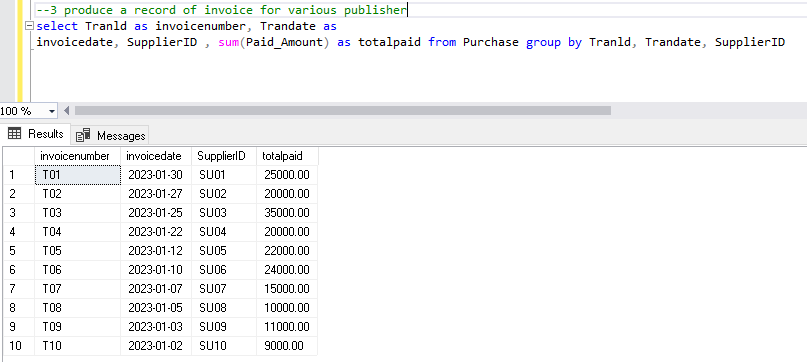 --3 produce a record of invoice for various publisher
select Tranld as invoicenumber, Trandate as
invoicedate, SupplierID , sum(Paid_Amount) as totalpaid from Purchase group by Tranld, Trandate, SupplierID
100 %
Results Messages
invoicenumber invoicedate SupplierID totalpaid
1 T01 2023-01-30 SU01 25000.00
2 T02 2023-01-27 SU02 20000.00
3 T03 2023-01-25 SU03 35000.00
4 T04 2023-01-22 SU04 20000.00
5 T05 2023-01-12 SU05 22000.00
6 T06 2023-01-10 SU06 24000.00
7 T07 2023-01-07 SU07 15000.00
8 T08 2023-01-05 SU08 10000.00
9 T09 2023-01-03 SU09 11000.00
10 T10 2023-01-02 SU10 9000.00